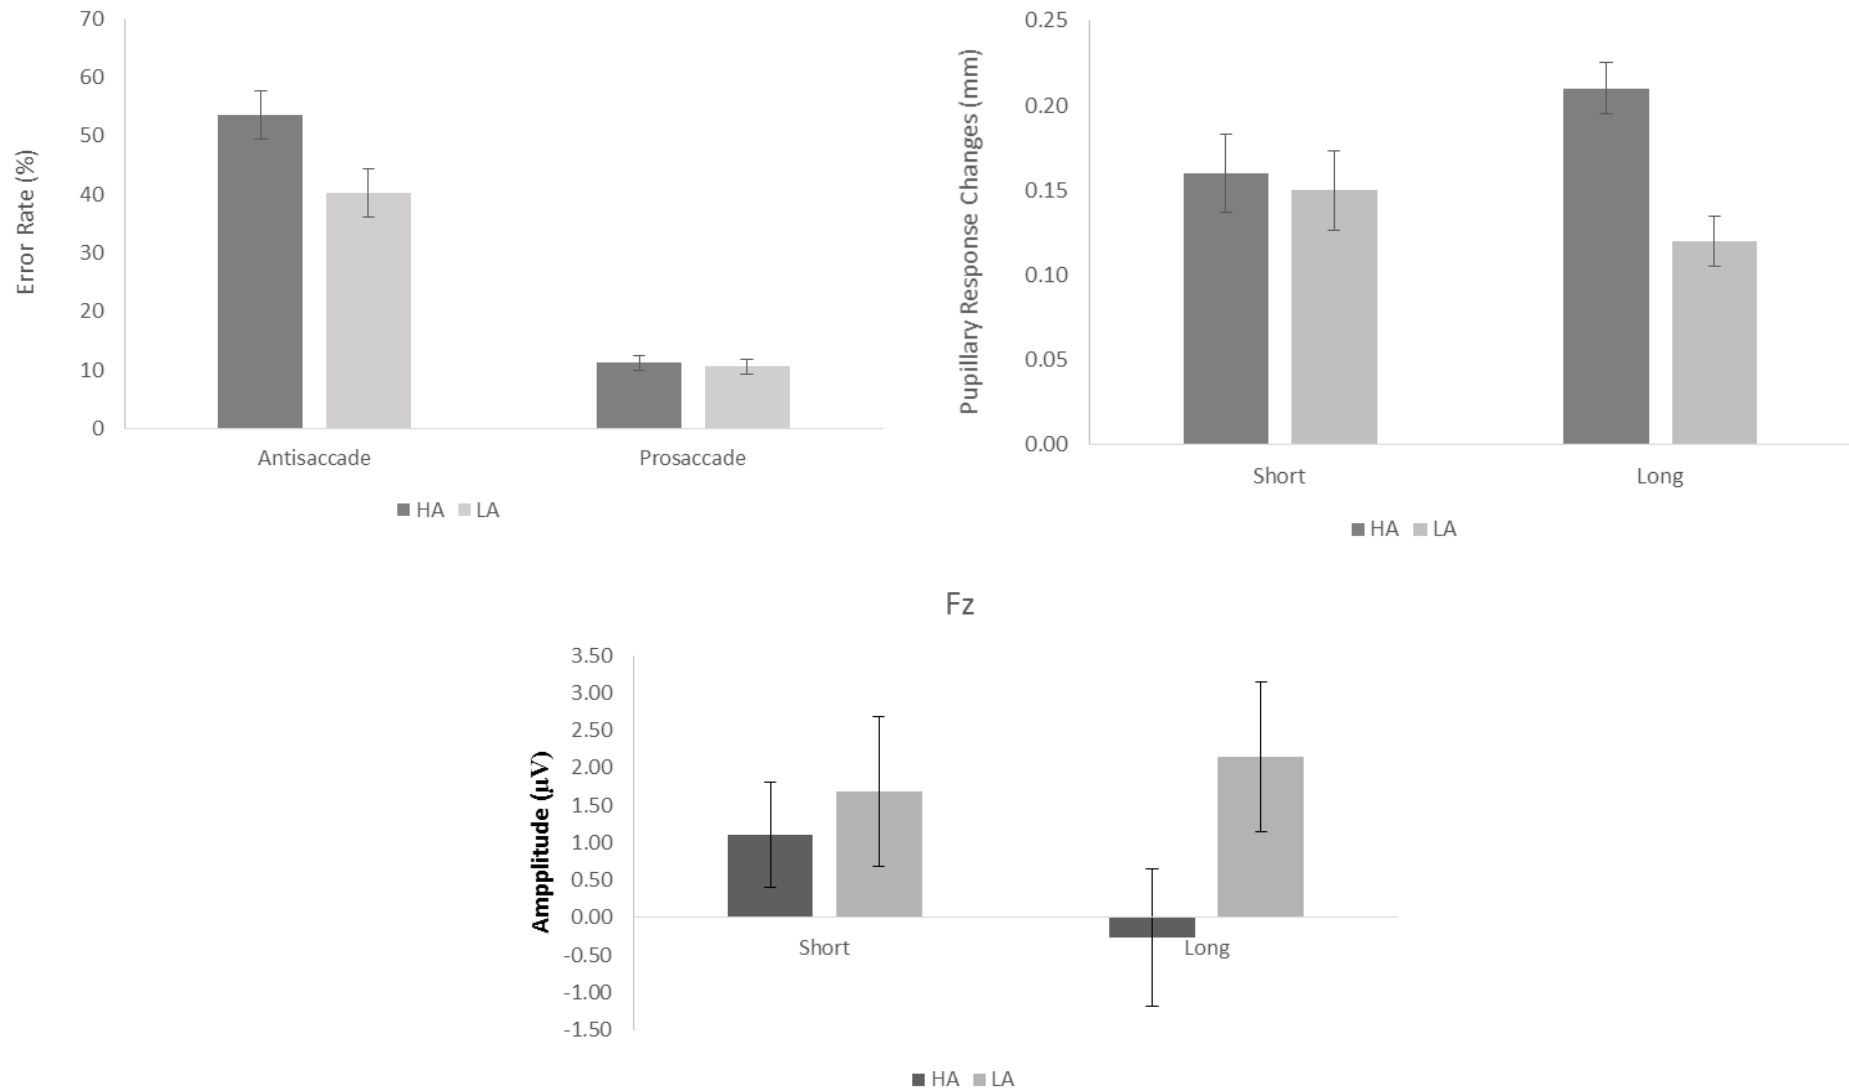 70
60
50
40
30
20
10
0
Error Rate (%)
Antisaccade Prosaccade
HA LA
0.25
0.20
0.15
0.10
0.05
0.00
Pupillary Response Changes (mm)
Short Long
HA LA
Fz
3.50
3.00
2.50
2.00
1.50
1.00
0.50
0.00
-0.50
-1.00
-1.50
Ampplitude (µV)
Short Long
HA LA